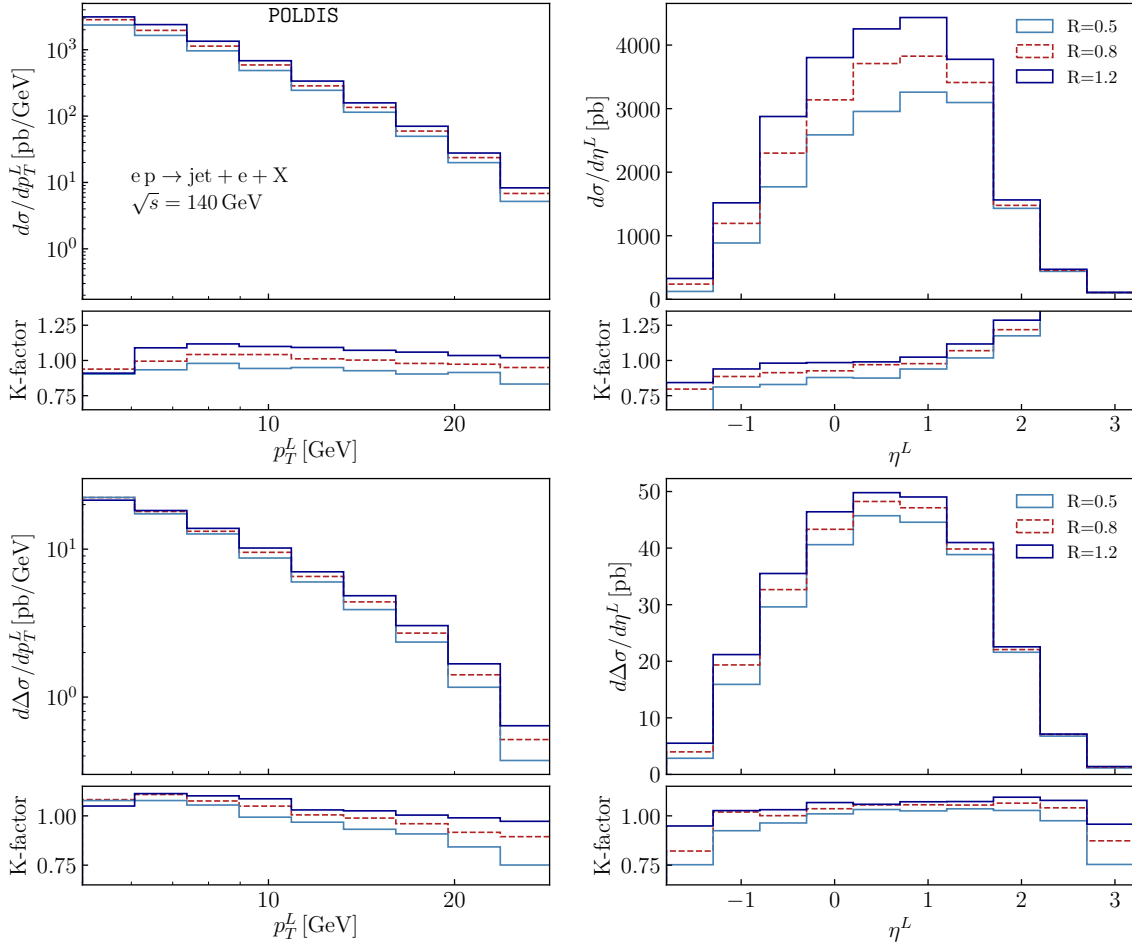 POLDIS
dσ/dp_T^L [pb/GeV]
10^3
10^2
10^1
10^0
e p → jet + e + X
√s = 140 GeV
K-factor
1.25
1.00
0.75
10
20
p_T^L [GeV]
dσ/dη^L [pb]
4000
3000
2000
1000
0
R=0.5
R=0.8
R=1.2
K-factor
1.25
1.00
0.75
−1
0
1
2
3
η^L
dΔσ/dp_T^L [pb/GeV]
10^1
10^0
K-factor
1.00
0.75
10
20
p_T^L [GeV]
dΔσ/dη^L [pb]
50
40
30
20
10
0
R=0.5
R=0.8
R=1.2
K-factor
1.00
0.75
−1
0
1
2
3
η^L